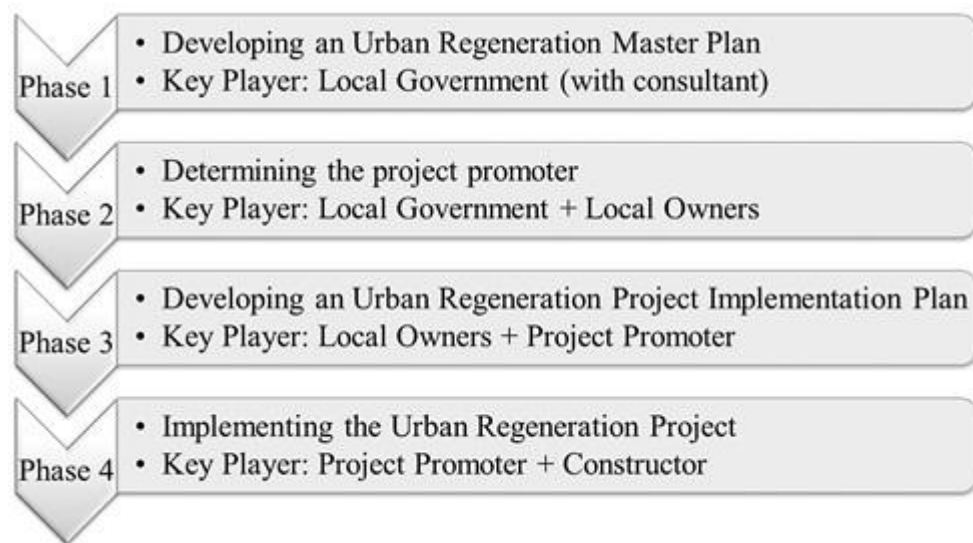 Phase 1
• Developing an Urban Regeneration Master Plan
• Key Player: Local Government (with consultant)
Phase 2
• Determining the project promoter
• Key Player: Local Government + Local Owners
Phase 3
• Developing an Urban Regeneration Project Implementation Plan
• Key Player: Local Owners + Project Promoter
Phase 4
• Implementing the Urban Regeneration Project
• Key Player: Project Promoter + Constructor